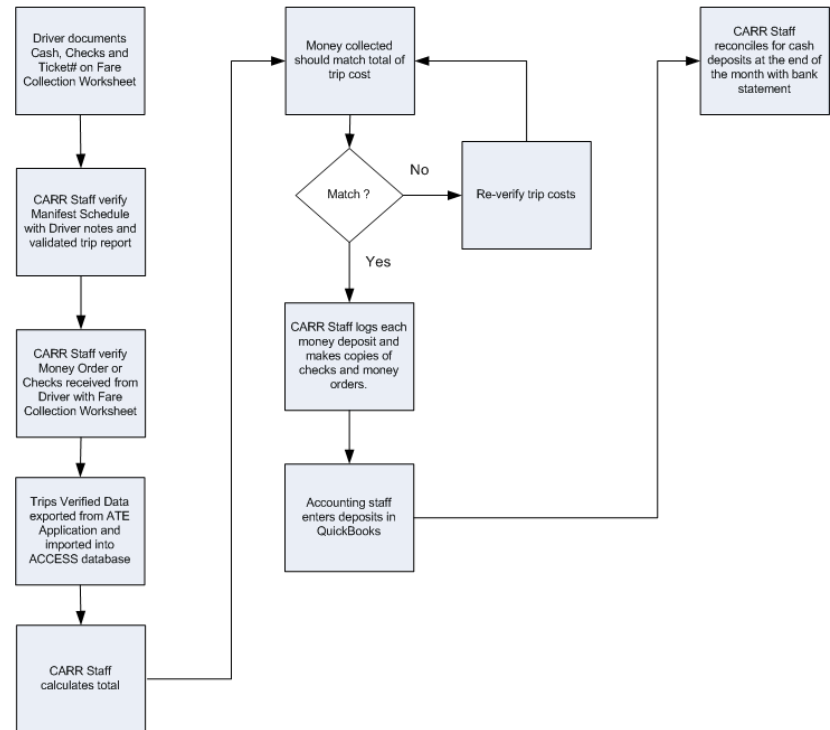 Driver documents
Cash, Checks and
Ticket# on Fare
Collection Worksheet
CARR Staff verify
Manifest Schedule
with Driver notes and
validated trip report
CARR Staff verify
Money Order or
Checks received from
Driver with Fare
Collection Worksheet
Trips Verified Data
exported from ATE
Application and
imported into
ACCESS database
CARR Staff
calculates total
Money collected
should match total of
trip cost
Match ?
No
Re-verify trip costs
Yes
CARR Staff logs each
money deposit and
makes copies of
checks and money
orders.
Accounting staff
enters deposits in
QuickBooks
CARR Staff
reconciles for cash
deposits at the end of
the month with bank
statement